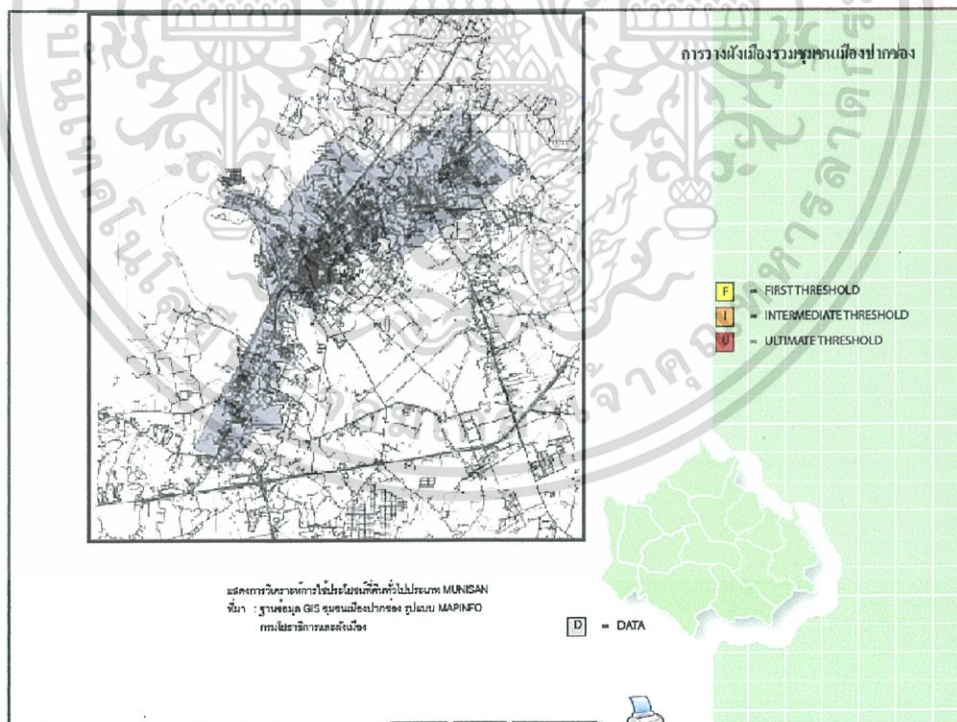 การวางผังเมืองรวมชุมชนเมืองปากช่อง
F = FIRST THRESHOLD
I = INTERMEDIATE THRESHOLD
U = ULTIMATE THRESHOLD
แสดงการวิเคราะห์การใช้ประโยชน์ที่ดินทั่วไปประเภท MUNISAN
ที่มา : ฐานข้อมูล GIS ชุมชนเมืองปากช่อง รูปแบบ MAPINFO
กรมโยธาธิการและผังเมือง
D = DATA